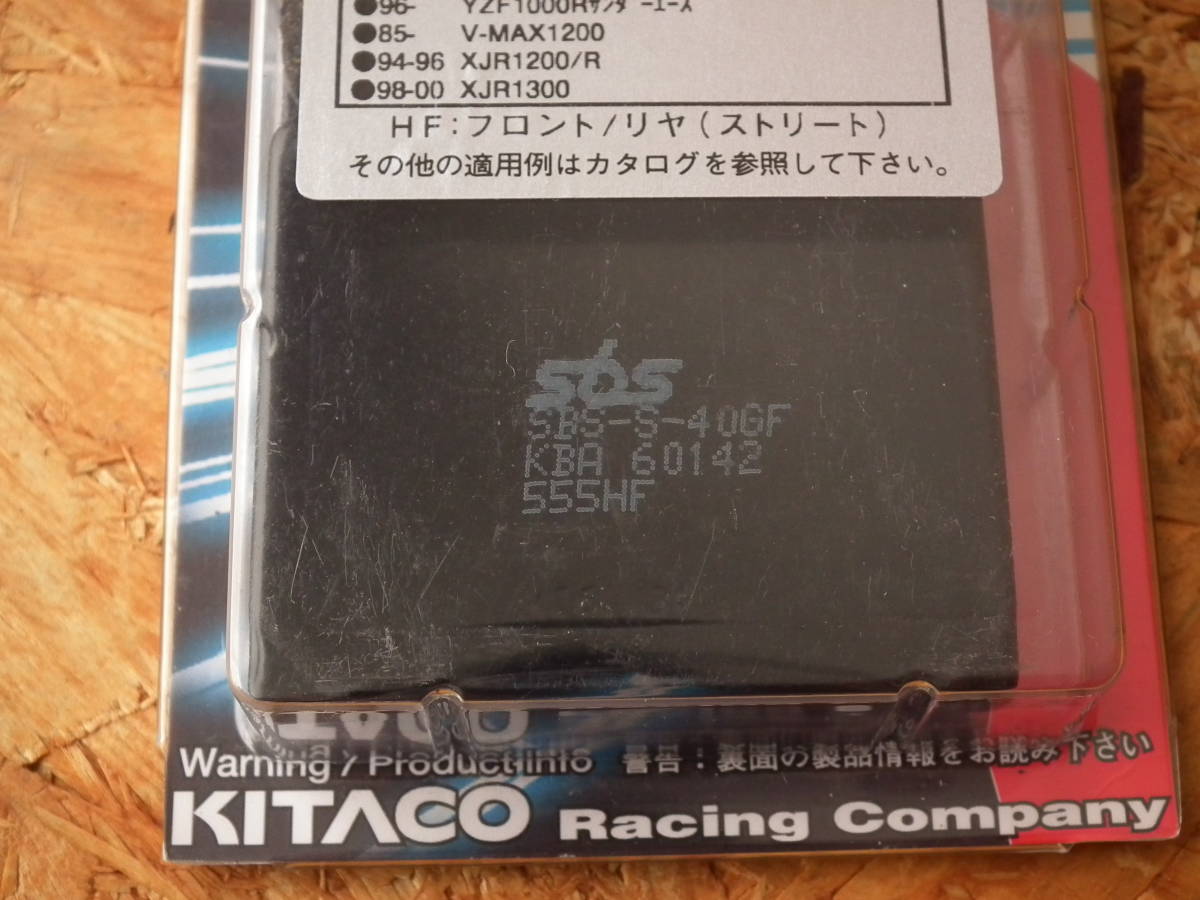 ●96- YZF1000Rサンダーエース
●85- V-MAX1200
●94-96 XJR1200/R
●98-00 XJR1300
HF:フロント/リヤ(ストリート)
その他の適用例はカタログを参照して下さい。
SBS
SBS-S-40GF
KBA 60142
555HF
Warning / Product Info 警告:裏面の製品情報をお読み下さい
KITACO Racing Company